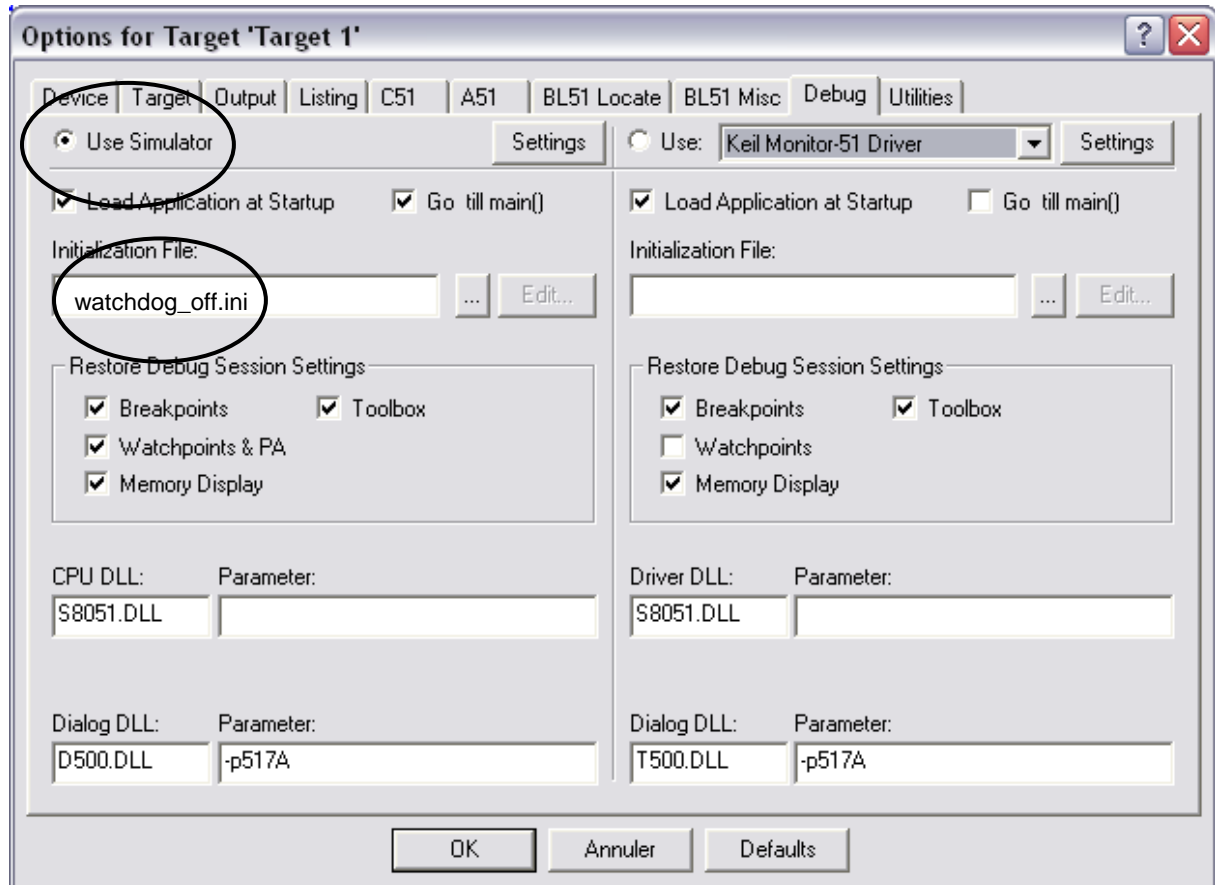 Options for Target 'Target 1'
Device Target Output Listing C51 A51 BL51 Locate BL51 Misc Debug Utilities
Use Simulator Settings Use: Keil Monitor-51 Driver Settings
Load Application at Startup Go till main() Load Application at Startup Go till main()
Initialization File: Initialization File:
watchdog_off.ini ... Edit... ... Edit...
Restore Debug Session Settings Restore Debug Session Settings
Breakpoints Toolbox Breakpoints Toolbox
Watchpoints & PA Watchpoints
Memory Display Memory Display
CPU DLL: Parameter: Driver DLL: Parameter:
S8051.DLL S8051.DLL
Dialog DLL: Parameter: Dialog DLL: Parameter:
D500.DLL -p517A T500.DLL -p517A
OK Annuler Defaults